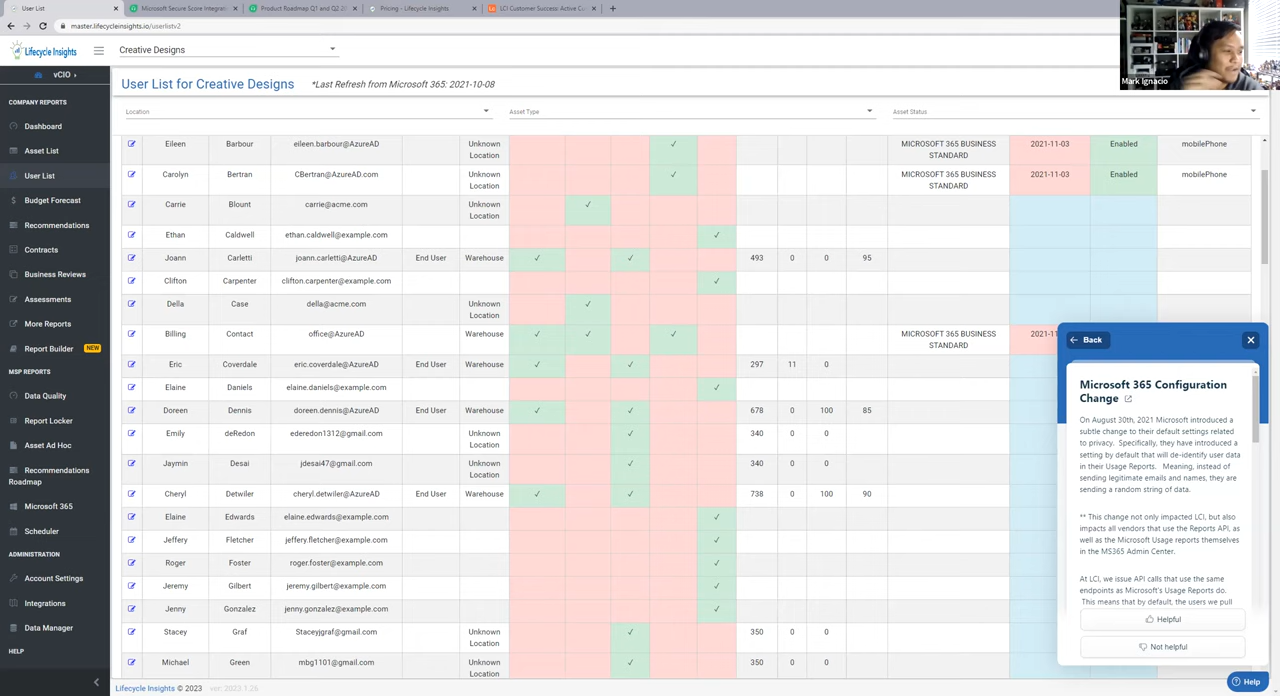 User List
Microsoft Secure Score Integrat
Product Roadmap Q1 and Q2 20
Pricing - Lifecycle Insights
LCI Customer Success: Active Cu
master.lifecycleinsights.io/userlistv2
Lifecycle Insights
Creative Designs
Mark Ignacio
vCIO
COMPANY REPORTS
Dashboard
Asset List
User List
Budget Forecast
Recommendations
Contracts
Business Reviews
Assessments
More Reports
Report Builder NEW
MSP REPORTS
Data Quality
Report Locker
Asset Ad Hoc
Recommendations
Roadmap
Microsoft 365
Scheduler
ADMINISTRATION
Account Settings
Integrations
Data Manager
HELP
User List for Creative Designs *Last Refresh from Microsoft 365: 2021-10-08
Location Asset Type Asset Status
Eileen Barbour eileen.barbour@AzureAD Unknown Location ✓ MICROSOFT 365 BUSINESS STANDARD 2021-11-03 Enabled mobilePhone
Carolyn Bertran CBertran@AzureAD.com Unknown Location ✓ MICROSOFT 365 BUSINESS STANDARD 2021-11-03 Enabled mobilePhone
Carrie Blount carrie@acme.com Unknown Location ✓
Ethan Caldwell ethan.caldwell@example.com ✓
Joann Carletti joann.carletti@AzureAD End User Warehouse ✓ ✓ 493 0 0 95
Clifton Carpenter clifton.carpenter@example.com ✓
Della Case della@acme.com Unknown Location ✓
Billing Contact office@AzureAD Warehouse ✓ ✓ ✓ MICROSOFT 365 BUSINESS STANDARD 2021-11
Eric Coverdale eric.coverdale@AzureAD End User Warehouse ✓ ✓ 297 11 0
Elaine Daniels elaine.daniels@example.com ✓
Doreen Dennis doreen.dennis@AzureAD End User Warehouse ✓ ✓ 678 0 100 85
Emily deRedon ederedon1312@gmail.com Unknown Location ✓ 340 0 0
Jaymin Desai jdesai47@gmail.com Unknown Location ✓ 340 0 0
Cheryl Detwiler cheryl.detwiler@AzureAD End User Warehouse ✓ ✓ 738 0 100 90
Elaine Edwards elaine.edwards@example.com ✓
Jeffery Fletcher jeffery.fletcher@example.com ✓
Roger Foster roger.foster@example.com ✓
Jeremy Gilbert jeremy.gilbert@example.com ✓
Jenny Gonzalez jenny.gonzalez@example.com ✓
Stacey Graf Staceyjgraf@gmail.com Unknown Location ✓ 350 0 0
Michael Green mbg1101@gmail.com Unknown Location ✓ 350 0 0
Lifecycle Insights © 2023 ver: 2023.1.26
Back
Microsoft 365 Configuration
Change
On August 30th, 2021 Microsoft introduced a
subtle change to their default settings related
to privacy. Specifically, they have introduced a
setting by default that will de-identify user data
in their Usage Reports. Meaning, instead of
sending legitimate emails and names, they are
sending a random string of data.
** This change not only impacted LCI, but also
impacts all vendors that use the Reports API, as
well as the Microsoft Usage reports themselves
in the MS365 Admin Center.
At LCI, we issue API calls that use the same
endpoints as Microsoft's Usage Reports do.
This means that by default, the users we pull
Helpful
Not helpful
Help